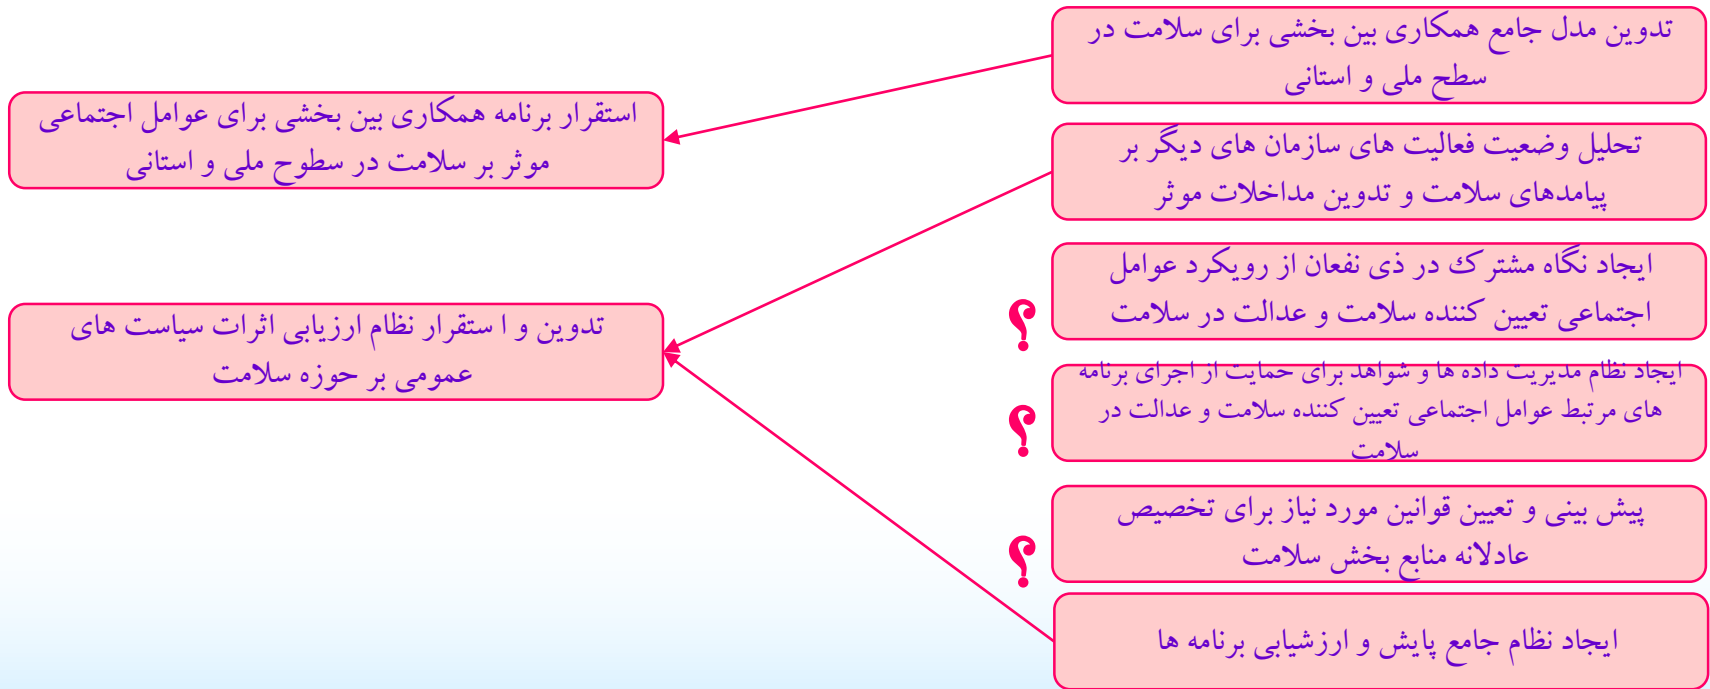 تدوین مدل جامع همکاری بین بخشی برای سلامت در
سطح ملی و استانی
تحلیل وضعیت فعالیت های سازمان های دیگر بر
پیامدهای سلامت و تدوین مداخلات موثر
ایجاد نگاه مشترك در ذی نفعان از رویکرد عوامل
اجتماعی تعیین کننده سلامت و عدالت در سلامت
؟
ایجاد نظام مدیریت داده ها و شواهد برای حمایت از اجرای برنامه
های مرتبط عوامل اجتماعی تعیین کننده سلامت و عدالت در
سلامت
؟
پیش بینی و تعیین قوانین مورد نیاز برای تخصیص
عادلانه منابع بخش سلامت
؟
ایجاد نظام جامع پایش و ارزشیابی برنامه ها
استقرار برنامه همکاری بین بخشی برای عوامل اجتماعی
موثر بر سلامت در سطوح ملی و استانی
تدوین و ا ستقرار نظام ارزیابی اثرات سیاست های
عمومی بر حوزه سلامت